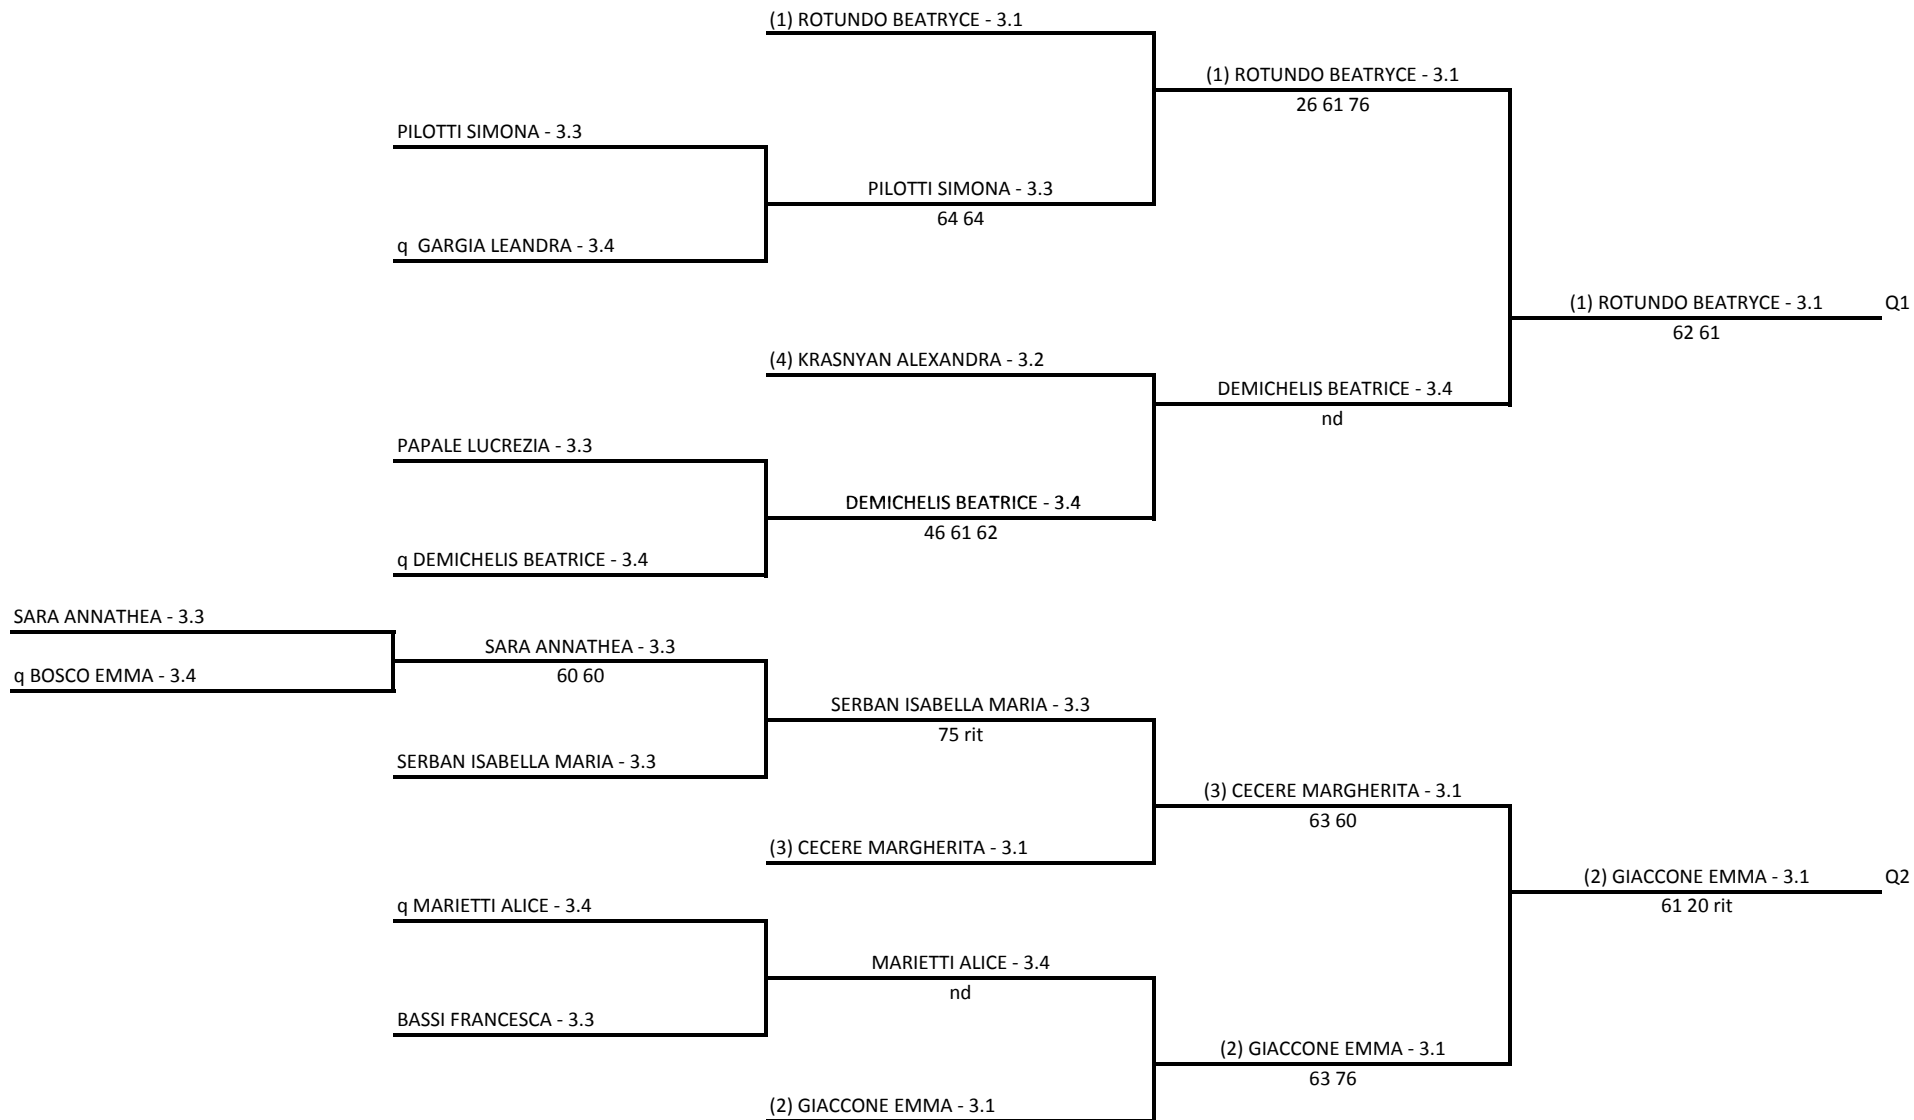 (1) ROTUNDO BEATRYCE - 3.1
(1) ROTUNDO BEATRYCE - 3.1
26 61 76
PILOTTI SIMONA - 3.3
PILOTTI SIMONA - 3.3
64 64
q GARGIA LEANDRA - 3.4
(1) ROTUNDO BEATRYCE - 3.1 Q1
62 61
(4) KRASNYAN ALEXANDRA - 3.2
DEMICHELIS BEATRICE - 3.4
nd
PAPALE LUCREZIA - 3.3
DEMICHELIS BEATRICE - 3.4
46 61 62
q DEMICHELIS BEATRICE - 3.4
SARA ANNATHEA - 3.3
SARA ANNATHEA - 3.3
60 60
q BOSCO EMMA - 3.4
SERBAN ISABELLA MARIA - 3.3
75 rit
SERBAN ISABELLA MARIA - 3.3
(3) CECERE MARGHERITA - 3.1
63 60
(3) CECERE MARGHERITA - 3.1
(2) GIACCONE EMMA - 3.1 Q2
61 20 rit
q MARIETTI ALICE - 3.4
MARIETTI ALICE - 3.4
nd
BASSI FRANCESCA - 3.3
(2) GIACCONE EMMA - 3.1
63 76
(2) GIACCONE EMMA - 3.1